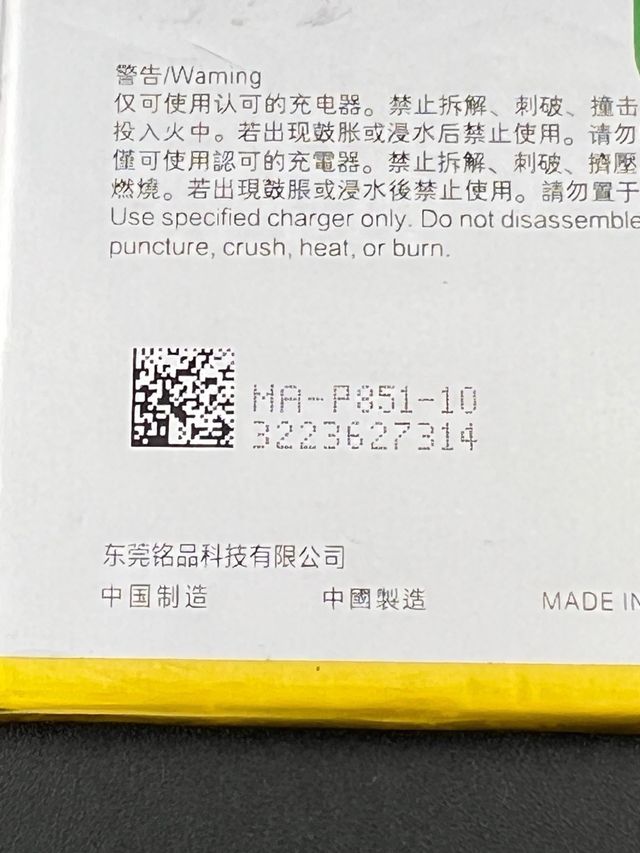 警告/Warning
仅可使用认可的充电器。禁止拆解、刺破、撞击
投入火中。若出现鼓胀或浸水后禁止使用。请勿
僅可使用認可的充電器。禁止拆解、刺破、擠壓
燃燒。若出現鼓脹或浸水後禁止使用。請勿置于
Use specified charger only. Do not disassemble
puncture, crush, heat, or burn.
MA-P851-10
3223627314
东莞铭品科技有限公司
中国制造 中國製造 MADE IN